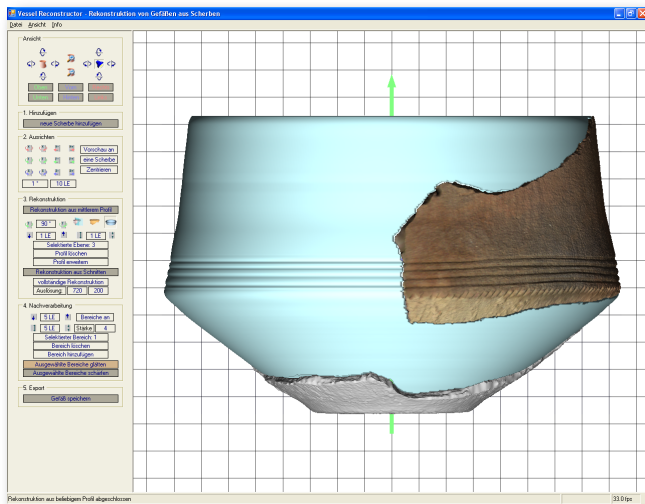 Vessel Reconstructor - Rekonstruktion von Gefäßen aus Scherben
Datei Ansicht Info
Ansicht
1. Hinzufügen
neue Scherbe hinzufügen
2. Ausrichten
Vorschau an
eine Scherbe
Zentrieren
1 ° 10 LE
3. Rekonstruktion
Rekonstruktion aus mittlerem Profil
90 °
1 LE 1 LE
Selektierte Ebene: 3
Profil löschen
Profil erweitern
Rekonstruktion aus Schnitten
vollständige Rekonstruktion
Auslösung: 720 200
4. Nachverarbeitung
5 LE Bereiche an
5 LE Stärke 4
Selektierter Bereich: 1
Bereich löschen
Bereich hinzufügen
Ausgewählte Bereiche glätten
Ausgewählte Bereiche schärfen
5. Export
Gefäß speichern
Rekonstruktion aus beliebigem Profil abgeschlossen
33.0 fps